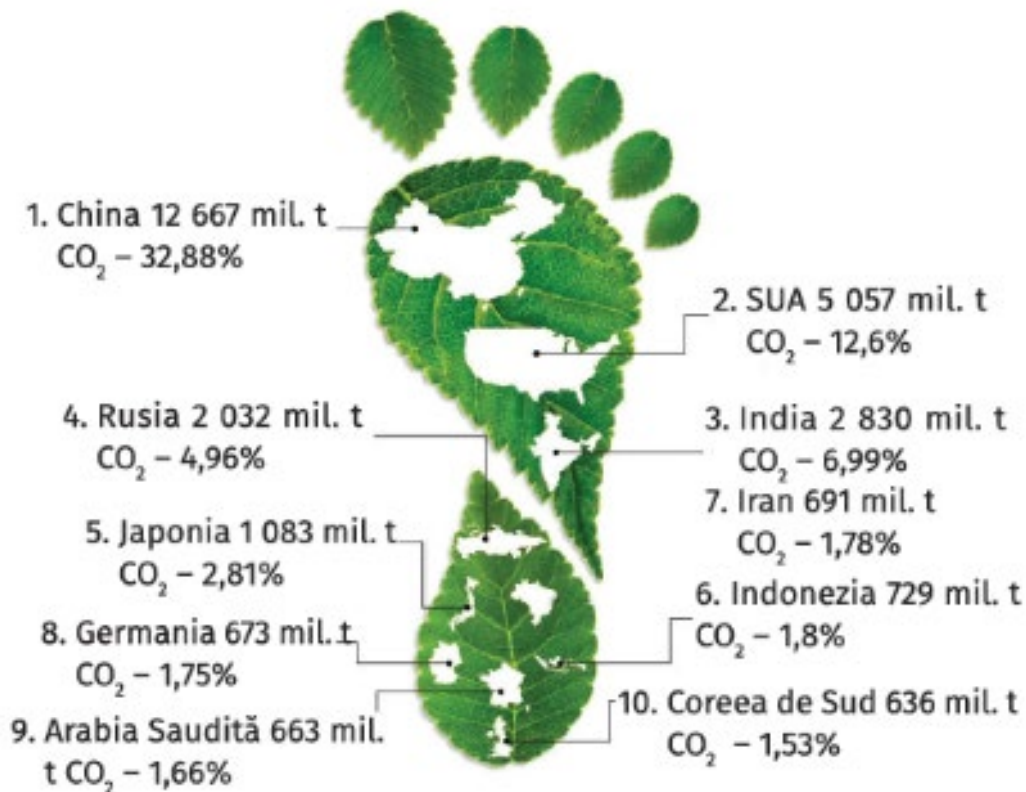 1. China 12 667 mil. t
CO₂ – 32,88%
2. SUA 5 057 mil. t
CO₂ – 12,6%
3. India 2 830 mil. t
CO₂ – 6,99%
4. Rusia 2 032 mil. t
CO₂ – 4,96%
5. Japonia 1 083 mil. t
CO₂ – 2,81%
6. Indonezia 729 mil. t
CO₂ – 1,8%
7. Iran 691 mil. t
CO₂ – 1,78%
8. Germania 673 mil. t
CO₂ – 1,75%
9. Arabia Saudită 663 mil.
t CO₂ – 1,66%
10. Coreea de Sud 636 mil. t
CO₂ – 1,53%